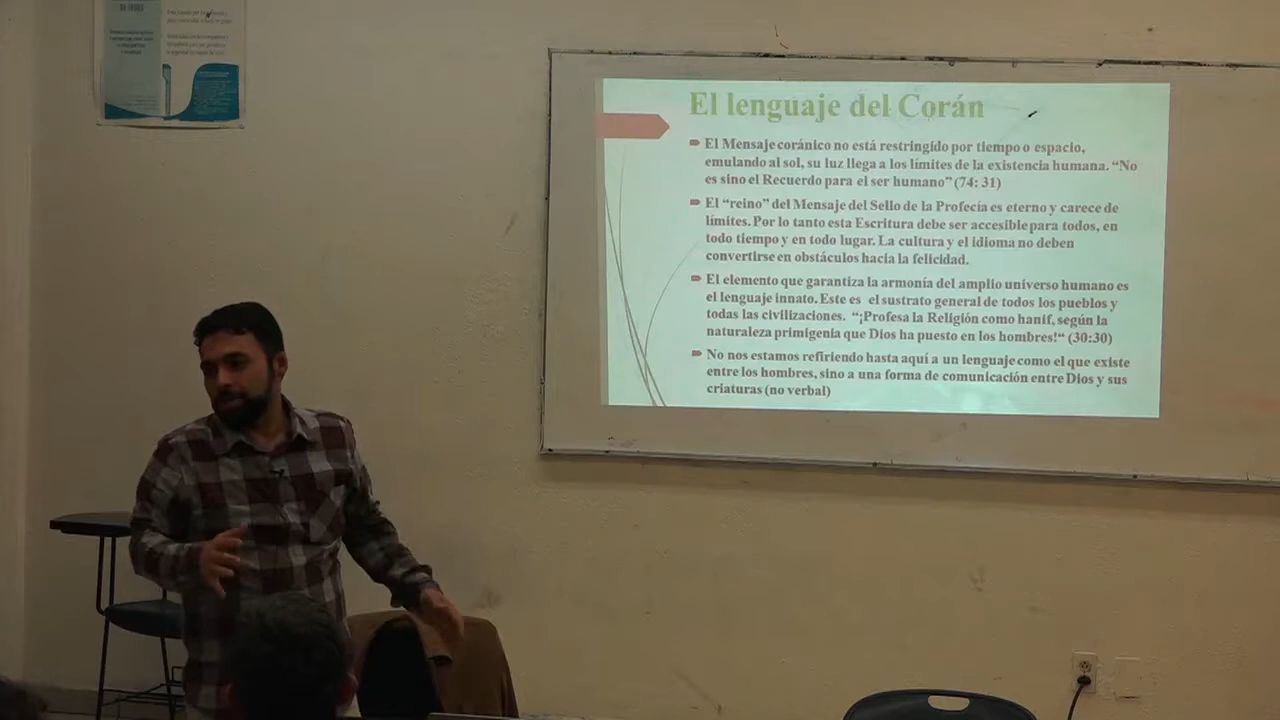 El lenguaje del Corán
El Mensaje coránico no está restringido por tiempo o espacio,
emulando al sol, su luz llega a los límites de la existencia humana. “No
es sino el Recuerdo para el ser humano” (74: 31)
El “reino” del Mensaje del Sello de la Profecía es eterno y carece de
límites. Por lo tanto esta Escritura debe ser accesible para todos, en
todo tiempo y en todo lugar. La cultura y el idioma no deben
convertirse en obstáculos hacia la felicidad.
El elemento que garantiza la armonía del amplio universo humano es
el lenguaje innato. Este es el sustrato general de todos los pueblos y
todas las civilizaciones. “¡Profesa la Religión como hanif, según la
naturaleza primigenia que Dios ha puesto en los hombres!“ (30:30)
No nos estamos refiriendo hasta aquí a un lenguaje como el que existe
entre los hombres, sino a una forma de comunicación entre Dios y sus
criaturas (no verbal)